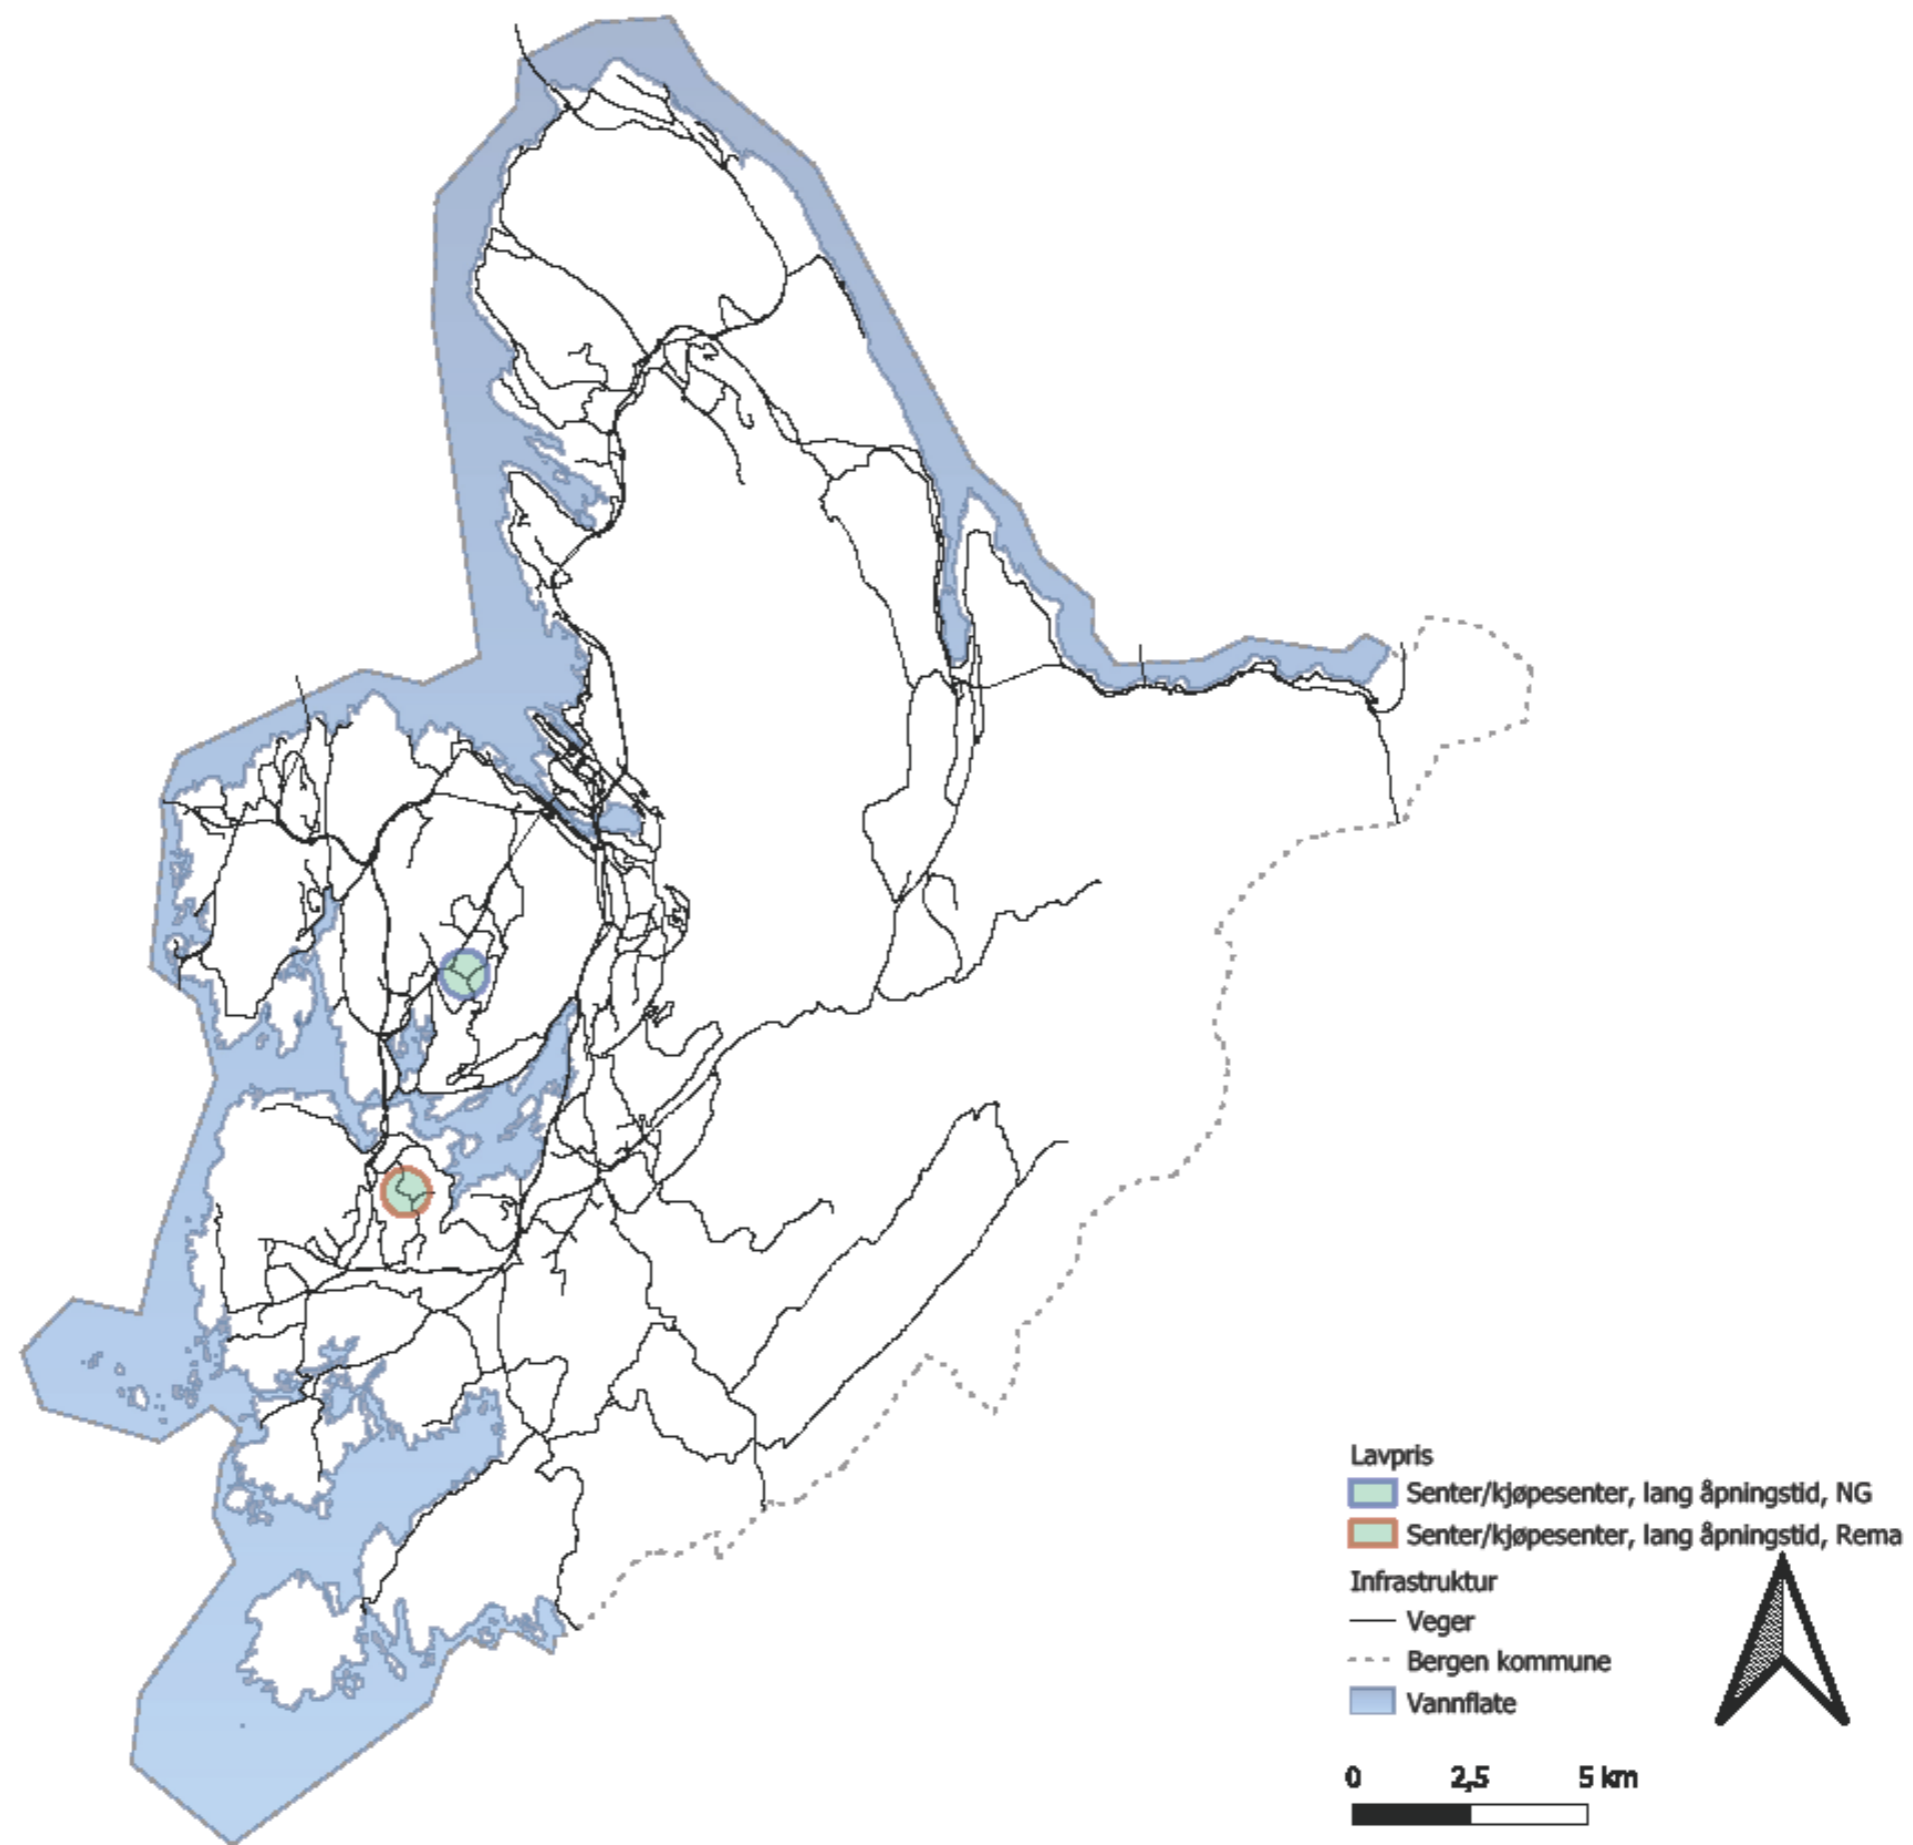 Lavpris
Senter/kjøpesenter, lang åpningstid, NG
Senter/kjøpesenter, lang åpningstid, Rema
Infrastruktur
Veger
Bergen kommune
Vannflate
0 2,5 5 km